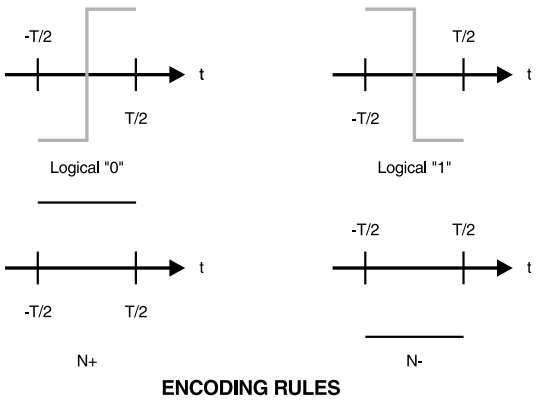 -T/2
t
T/2
Logical "0"
T/2
t
-T/2
Logical "1"
t
-T/2
T/2
N+
-T/2
T/2
t
N-
ENCODING RULES